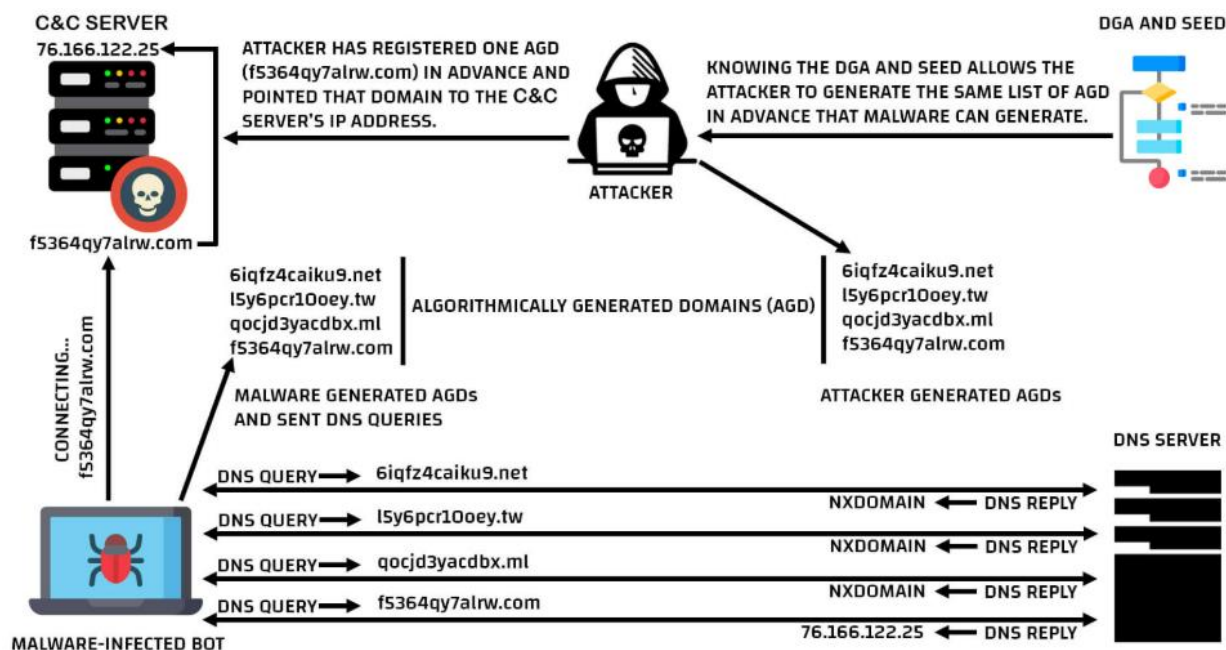 C&C SERVER
76.166.122.25
f5364qy7alrw.com
ATTACKER HAS REGISTERED ONE AGD
(f5364qy7alrw.com) IN ADVANCE AND
POINTED THAT DOMAIN TO THE C&C
SERVER'S IP ADDRESS.
ATTACKER
KNOWING THE DGA AND SEED ALLOWS THE
ATTACKER TO GENERATE THE SAME LIST OF AGD
IN ADVANCE THAT MALWARE CAN GENERATE.
DGA AND SEED
6iqfz4caiku9.net
l5y6pcr10oey.tw
qocjd3yacdbx.ml
f5364qy7alrw.com
ALGORITHMICALLY GENERATED DOMAINS (AGD)
6iqfz4caiku9.net
l5y6pcr10oey.tw
qocjd3yacdbx.ml
f5364qy7alrw.com
MALWARE GENERATED AGDs
AND SENT DNS QUERIES
ATTACKER GENERATED AGDs
CONNECTING...
f5364qy7alrw.com
DNS SERVER
DNS QUERY 6iqfz4caiku9.net
NXDOMAIN DNS REPLY
DNS QUERY l5y6pcr10oey.tw
NXDOMAIN DNS REPLY
DNS QUERY qocjd3yacdbx.ml
NXDOMAIN DNS REPLY
DNS QUERY f5364qy7alrw.com
76.166.122.25 DNS REPLY
MALWARE-INFECTED BOT